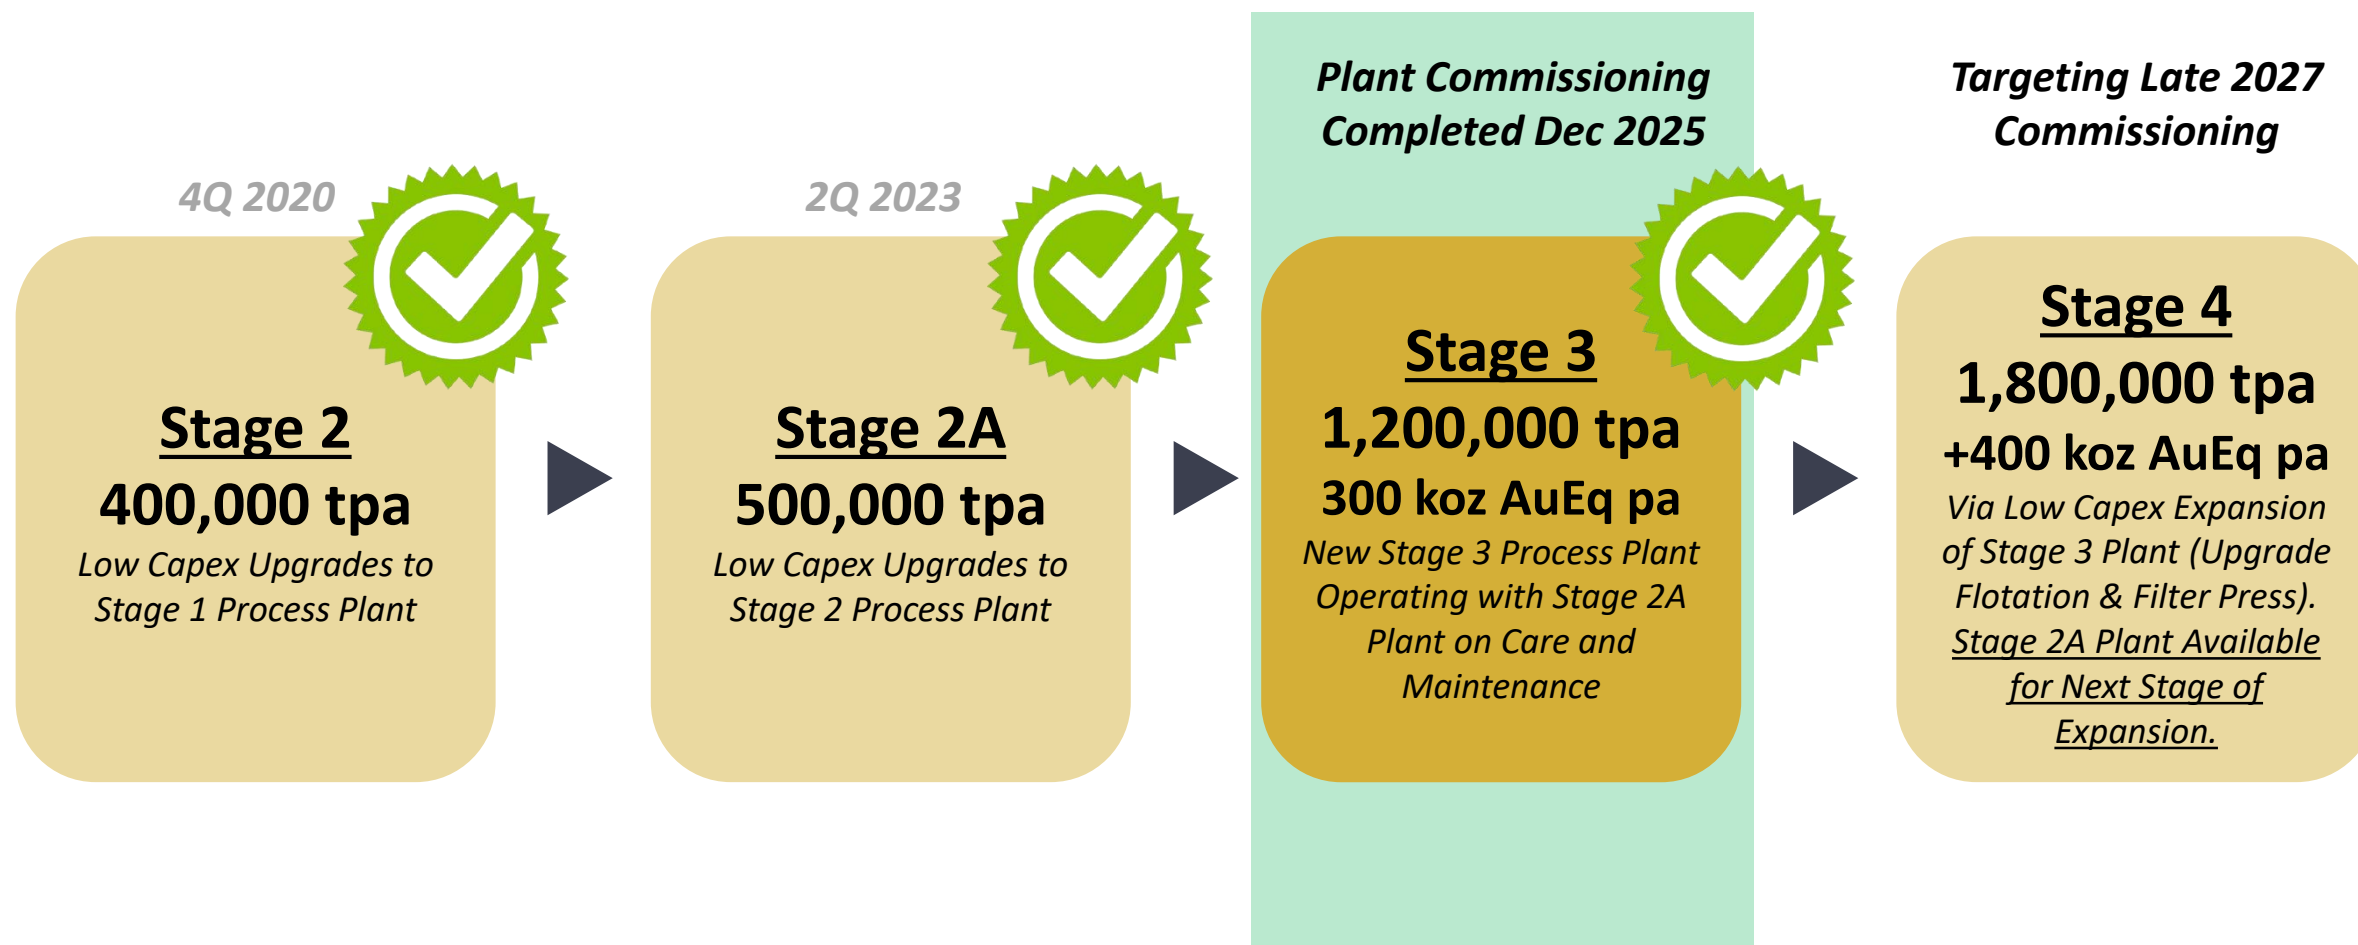 4Q 2020
Stage 2
400,000 tpa
Low Capex Upgrades to
Stage 1 Process Plant
2Q 2023
Stage 2A
500,000 tpa
Low Capex Upgrades to
Stage 2 Process Plant
Plant Commissioning
Completed Dec 2025
Stage 3
1,200,000 tpa
300 koz AuEq pa
New Stage 3 Process Plant
Operating with Stage 2A
Plant on Care and
Maintenance
Targeting Late 2027
Commissioning
Stage 4
1,800,000 tpa
+400 koz AuEq pa
Via Low Capex Expansion
of Stage 3 Plant (Upgrade
Flotation & Filter Press).
Stage 2A Plant Available
for Next Stage of
Expansion.